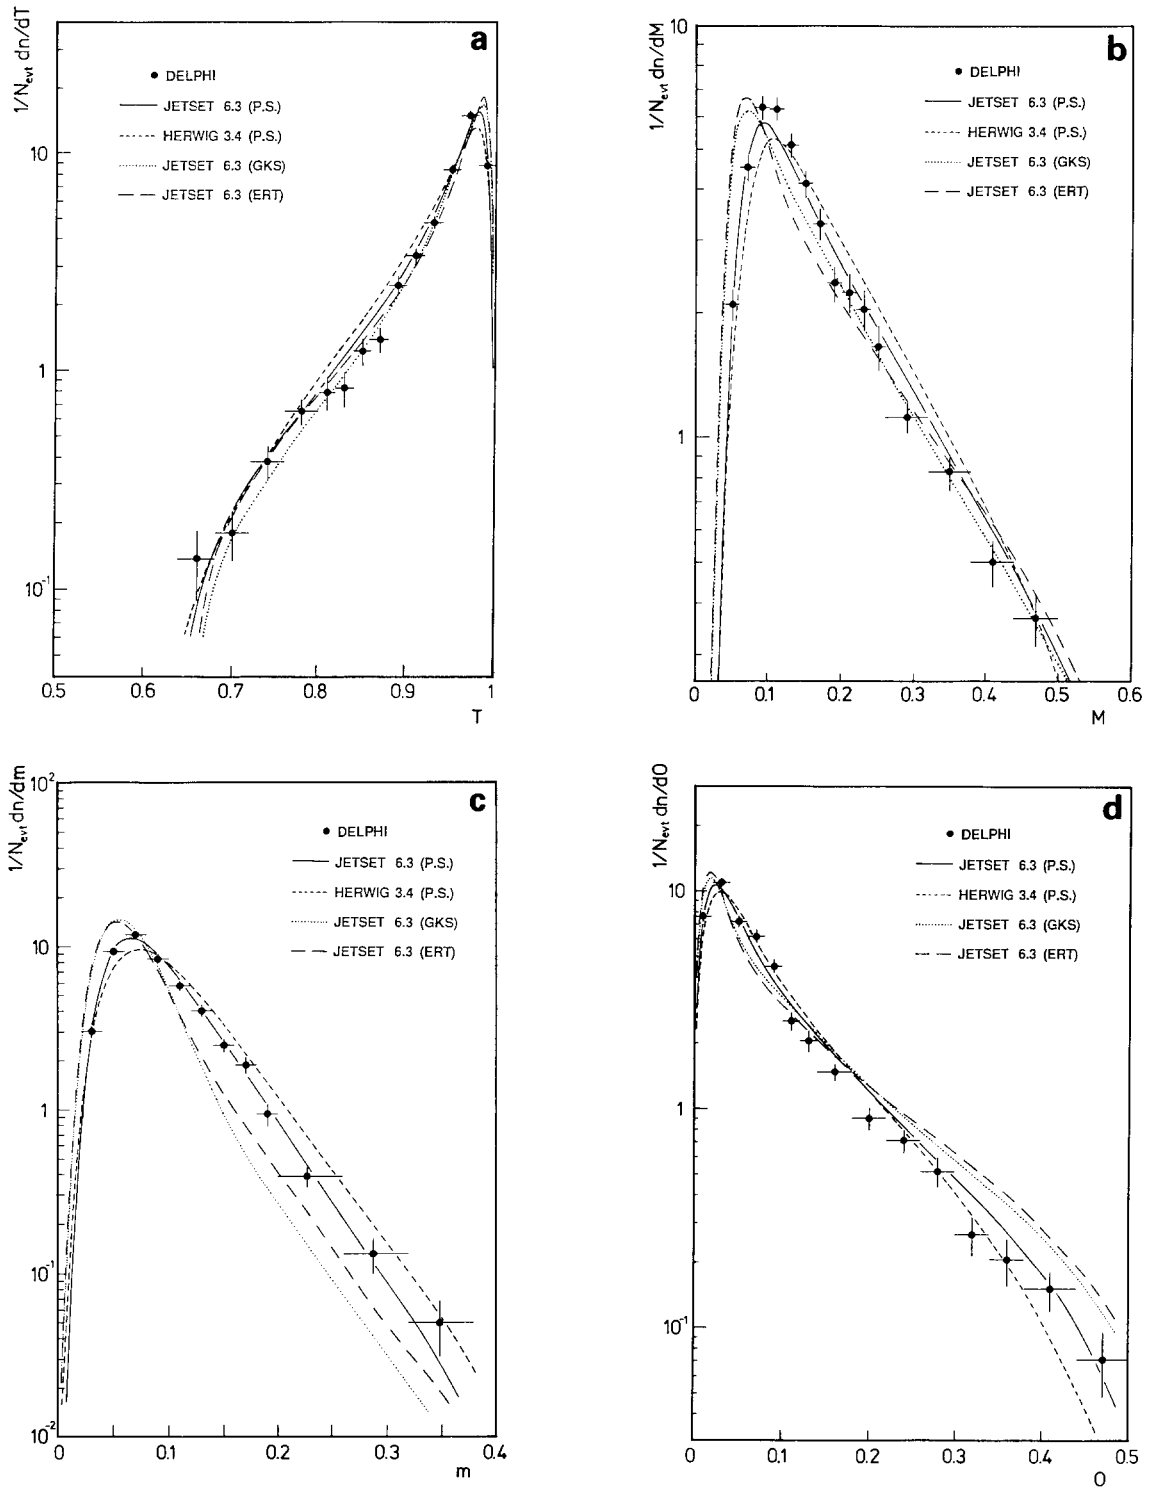 a
1/N_evt dn/dT
DELPHI
JETSET 6.3 (P.S.)
HERWIG 3.4 (P.S.)
JETSET 6.3 (GKS)
JETSET 6.3 (ERT)
10
1
10^-1
0.5 0.6 0.7 0.8 0.9 1
T
b
1/N_evt dn/dM
DELPHI
JETSET 6.3 (P.S.)
HERWIG 3.4 (P.S.)
JETSET 6.3 (GKS)
JETSET 6.3 (ERT)
10
1
0 0.1 0.2 0.3 0.4 0.5 0.6
M
c
1/N_evt dn/dm
DELPHI
JETSET 6.3 (P.S.)
HERWIG 3.4 (P.S.)
JETSET 6.3 (GKS)
JETSET 6.3 (ERT)
10^2
10
1
10^-1
10^-2
0 0.1 0.2 0.3 0.4
m
d
1/N_evt dn/dO
DELPHI
JETSET 6.3 (P.S.)
HERWIG 3.4 (P.S.)
JETSET 6.3 (GKS)
JETSET 6.3 (ERT)
10
1
10^-1
0 0.1 0.2 0.3 0.4 0.5
O